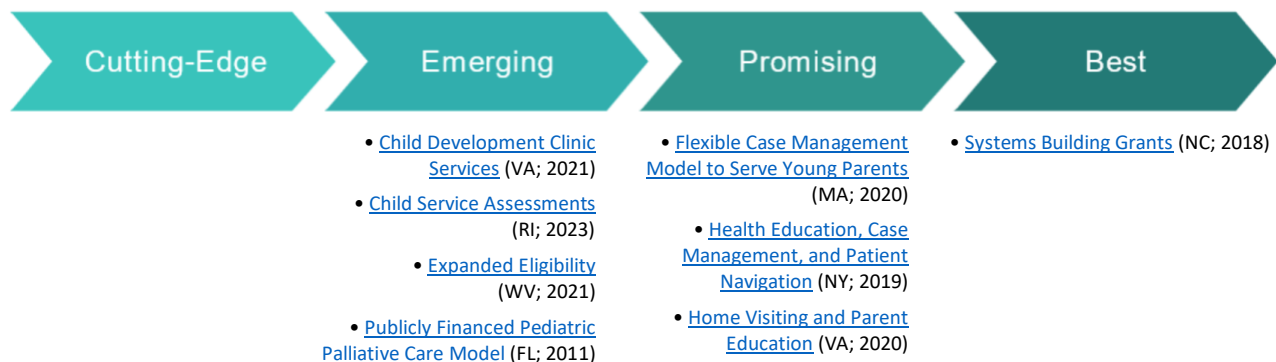 Cutting-Edge
Emerging
Promising
Best
• Child Development Clinic
Services (VA; 2021)
• Child Service Assessments
(RI; 2023)
• Expanded Eligibility
(WV; 2021)
• Publicly Financed Pediatric
Palliative Care Model (FL; 2011)
• Flexible Case Management
Model to Serve Young Parents
(MA; 2020)
• Health Education, Case
Management, and Patient
Navigation (NY; 2019)
• Home Visiting and Parent
Education (VA; 2020)
• Systems Building Grants (NC; 2018)